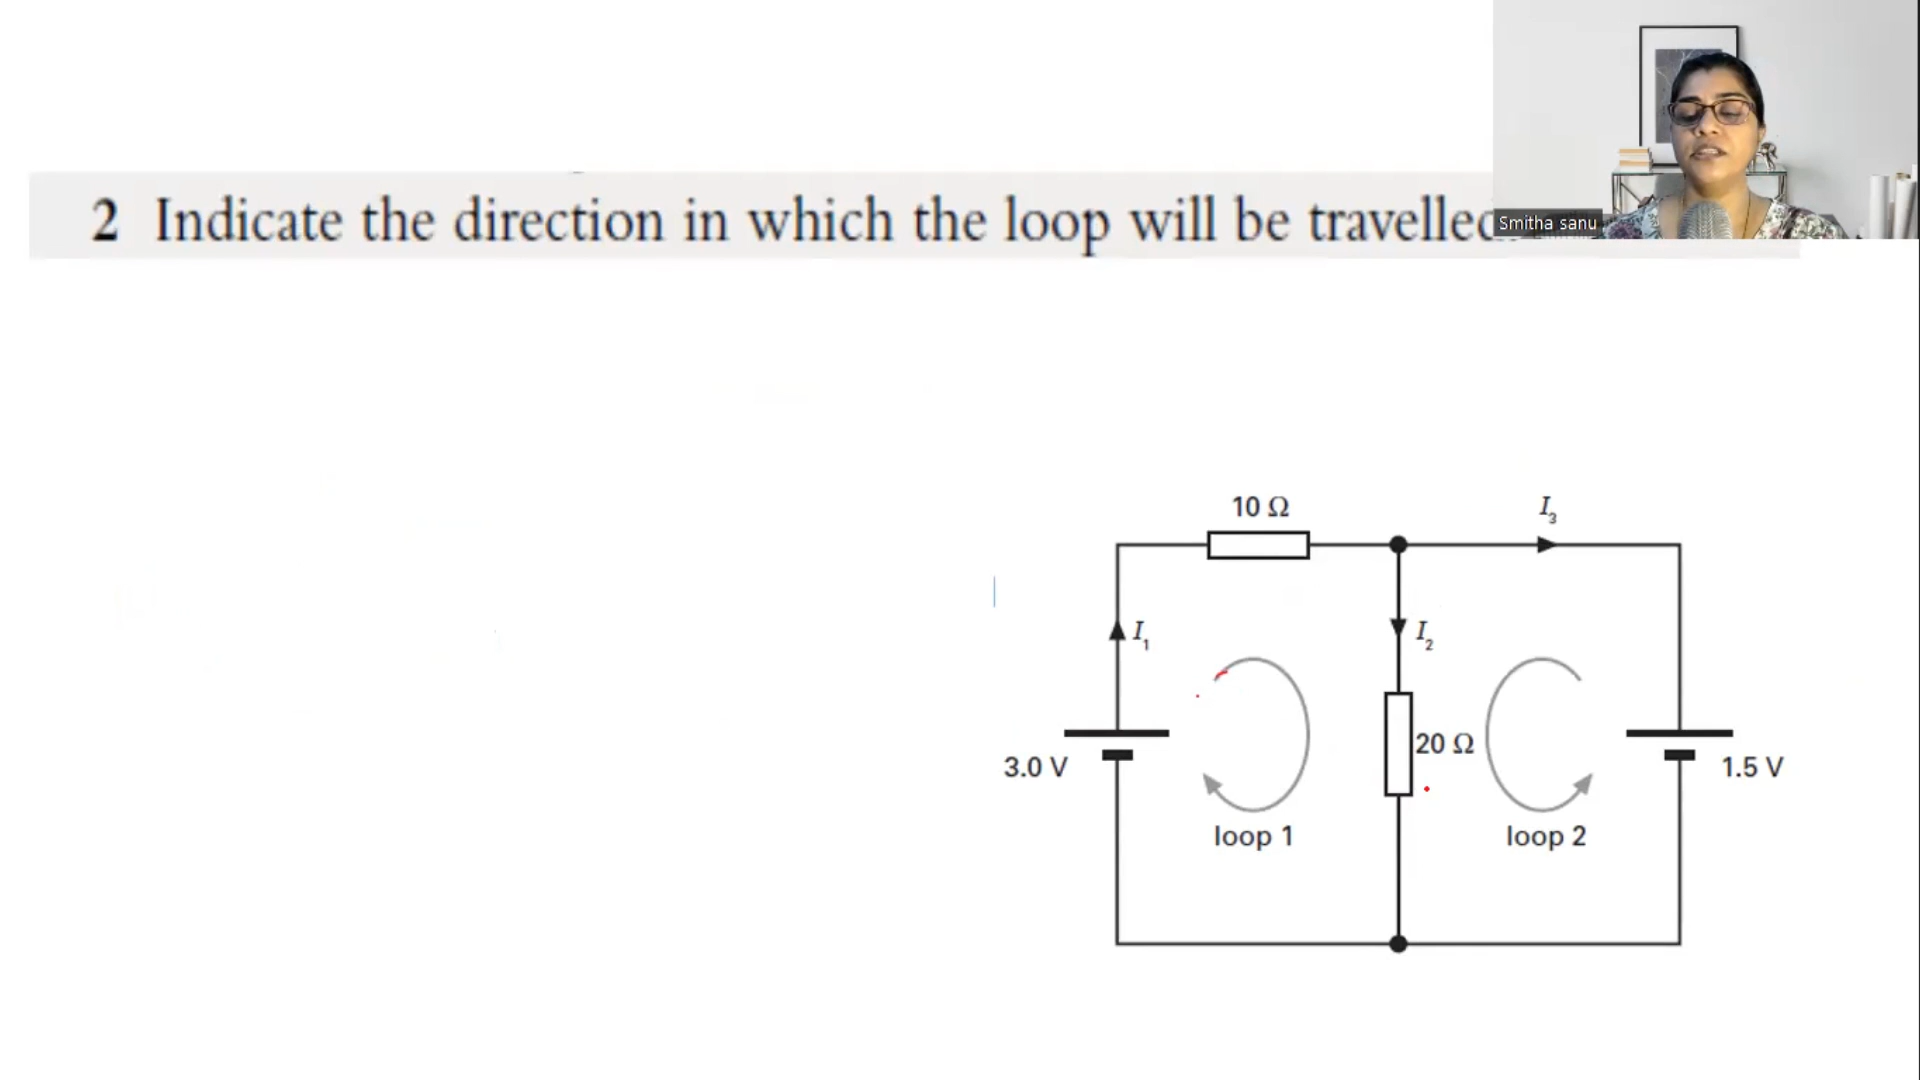 2 Indicate the direction in which the loop will be travelled
Smitha sanu
10 Ω
I₃
I₁
I₂
3.0 V
20 Ω
1.5 V
loop 1
loop 2